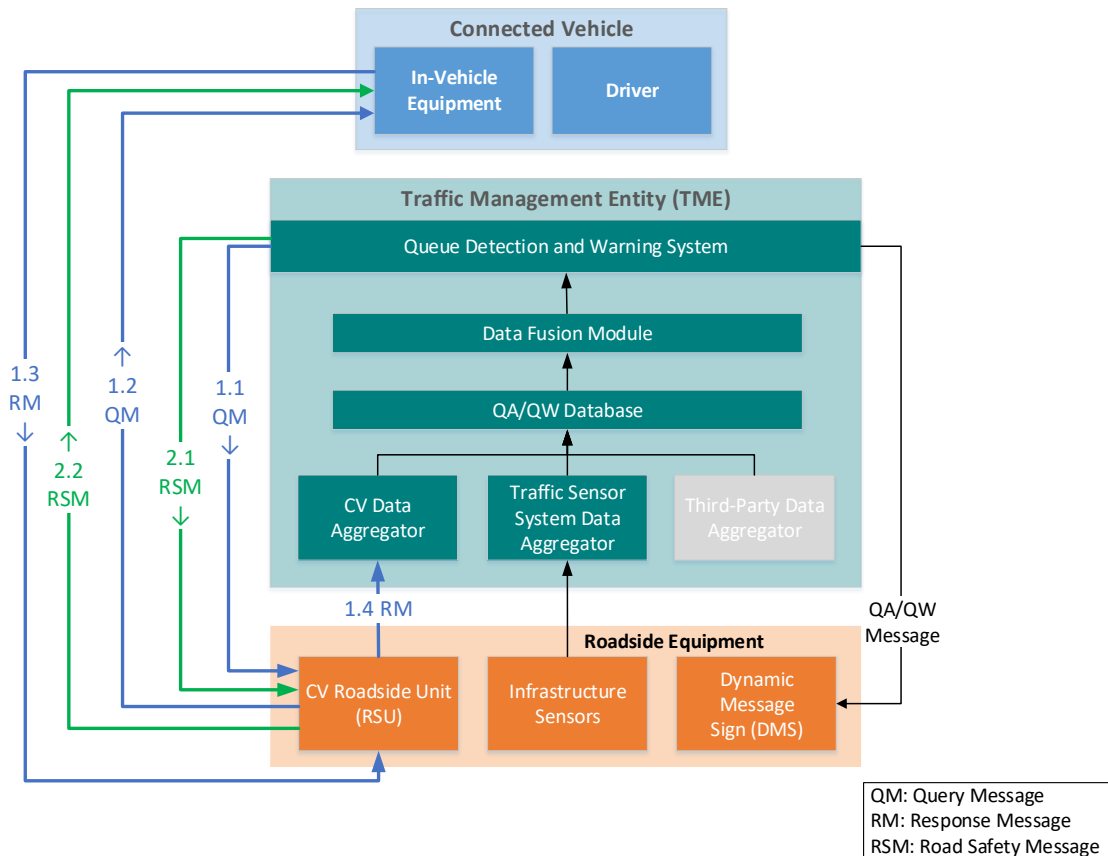 Connected Vehicle
In-Vehicle
Equipment
Driver
Traffic Management Entity (TME)
Queue Detection and Warning System
Data Fusion Module
QA/QW Database
CV Data
Aggregator
Traffic Sensor
System Data
Aggregator
Third-Party Data
Aggregator
1.3
RM
1.2
QM
1.1
QM
2.2
RSM
2.1
RSM
1.4 RM
QA/QW
Message
Roadside Equipment
CV Roadside Unit
(RSU)
Infrastructure
Sensors
Dynamic
Message
Sign (DMS)
QM: Query Message
RM: Response Message
RSM: Road Safety Message